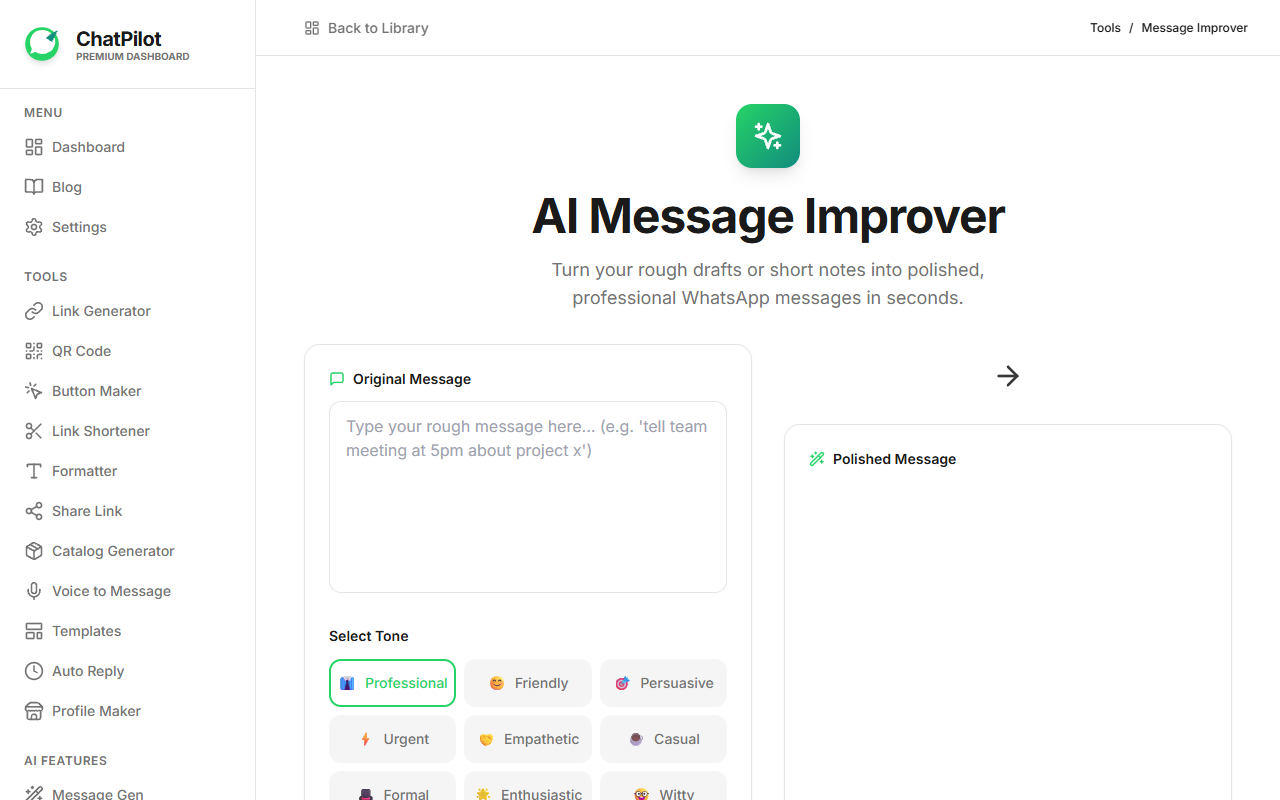 ChatPilot
PREMIUM DASHBOARD
MENU
Dashboard
Blog
Settings
TOOLS
Link Generator
QR Code
Button Maker
Link Shortener
Formatter
Share Link
Catalog Generator
Voice to Message
Templates
Auto Reply
Profile Maker
AI FEATURES
Message Gen
Back to Library
Tools / Message Improver
AI Message Improver
Turn your rough drafts or short notes into polished,
professional WhatsApp messages in seconds.
Original Message
Type your rough message here... (e.g. 'tell team
meeting at 5pm about project x')
Select Tone
Professional
Friendly
Persuasive
Urgent
Empathetic
Casual
Formal
Enthusiastic
Witty
Polished Message